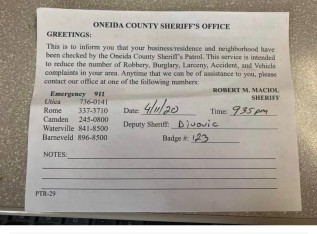 ONEIDA COUNTY SHERIFF'S OFFICE
GREETINGS:
This is to inform you that your business/residence and neighborhood have
been checked by the Oneida County Sheriff's Patrol. This service is intended
to reduce the number of Robbery, Burglary, Larceny, Accident, and Vehicle
complaints in your area. Anytime that we can be of assistance to you, please
contact our office at one of the following numbers:
ROBERT M. MACIOL
SHERIFF
Emergency 911
Utica 736-0141
Rome 337-3710
Camden 245-0800
Waterville 841-8500
Barneveld 896-8500
Date: 4/11/20 Time: 935pm
Deputy Sheriff: Djuovic
Badge #: 123
NOTES:
PTR-29